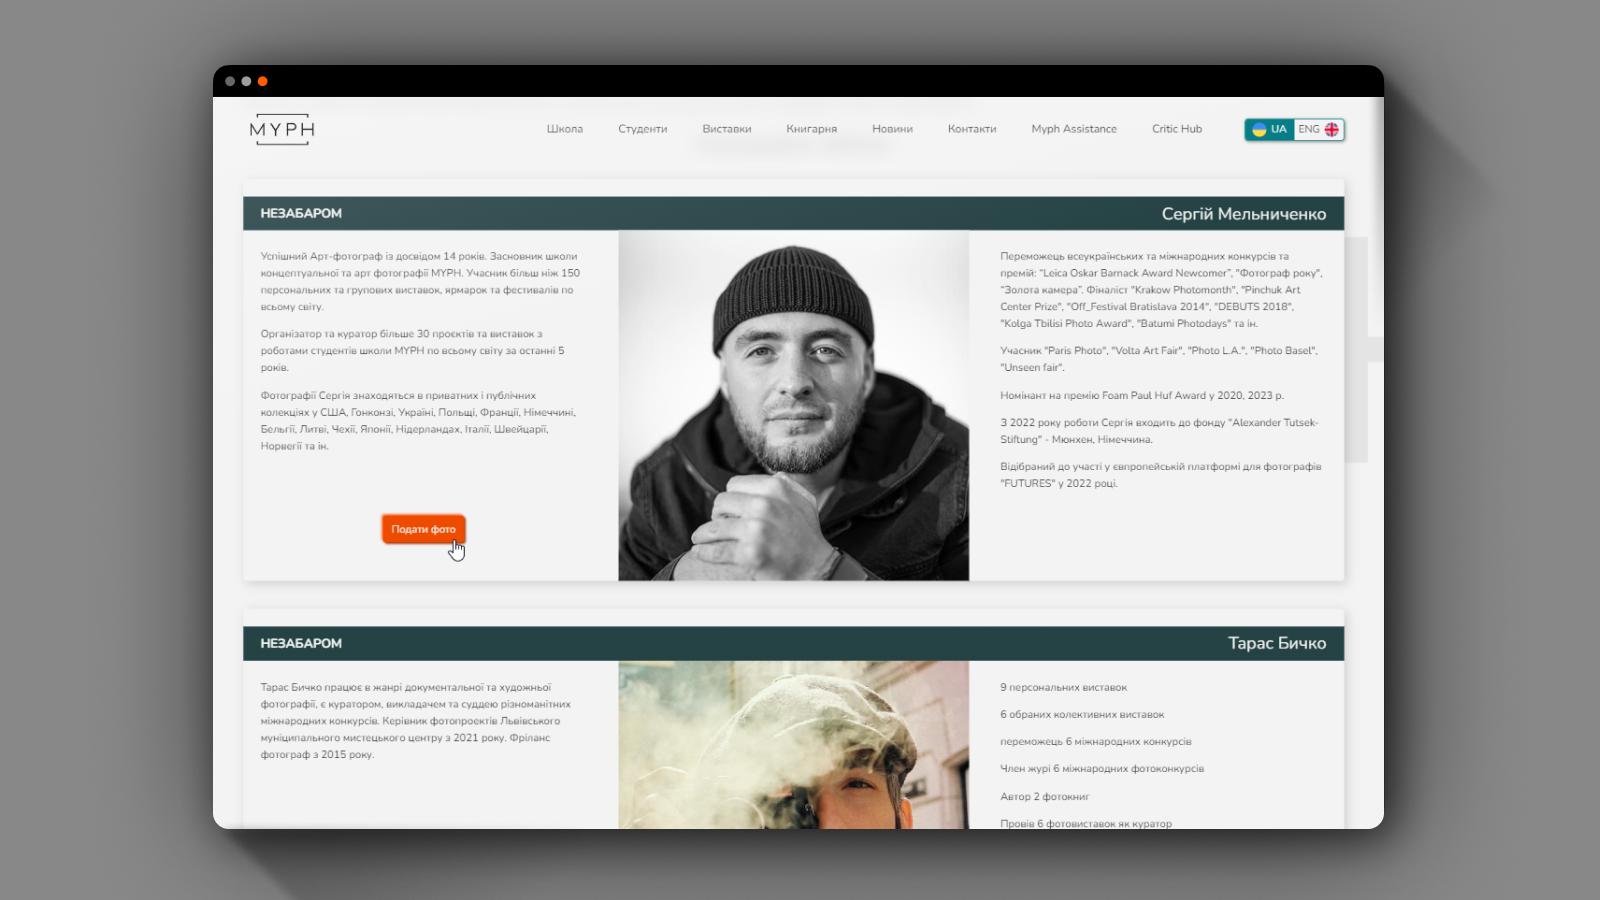 MYPH
Школа Студенти Виставки Книгарня Новини Контакти Myph Assistance Critic Hub UA ENG
НЕЗАБАРОМ
Сергій Мельниченко
Успішний Арт-фотограф із досвідом 14 років. Засновник школи
концептуальної та арт фотографії MYPH. Учасник більш ніж 150
персональних та групових виставок, ярмарок та фестивалів по
всьому світу.
Організатор та куратор більше 30 проєктів та виставок з
роботами студентів школи MYPH по всьому світу за останні 5
років.
Фотографії Сергія знаходяться в приватних і публічних
колекціях у США, Гонконзі, Україні, Польщі, Франції, Німеччині,
Бельгії, Литві, Чехії, Японії, Нідерландах, Італії, Швейцарії,
Норвегії та ін.
Подати фото
Переможець всеукраїнських та міжнародних конкурсів та
премій: “Leica Oskar Barnack Award Newcomer”, "Фотограф року",
“Золота камера”. Фіналіст "Krakow Photomonth", "Pinchuk Art
Center Prize", "Off_Festival Bratislava 2014", "DEBUTS 2018",
"Kolga Tbilisi Photo Award", "Batumi Photodays" та ін.
Учасник "Paris Photo", "Volta Art Fair", "Photo L.A.", "Photo Basel",
"Unseen fair".
Номінант на премію Foam Paul Huf Award у 2020, 2023 р.
З 2022 року роботи Сергія входить до фонду "Alexander Tutsek-
Stiftung" - Мюнхен, Німеччина.
Відібраний до участі у європейській платформі для фотографів
"FUTURES" у 2022 році.
НЕЗАБАРОМ
Тарас Бичко
Тарас Бичко працює в жанрі документальної та художньої
фотографії, є куратором, викладачем та суддею різноманітних
міжнародних конкурсів. Керівник фотопроектів Львівського
муніципального мистецького центру з 2021 року. Фріланс
фотограф з 2015 року.
9 персональних виставок
6 обраних колективних виставок
переможець 6 міжнародних конкурсів
Член журі 6 міжнародних фотоконкурсів
Автор 2 фотокниг
Провів 6 фотовиставок як куратор